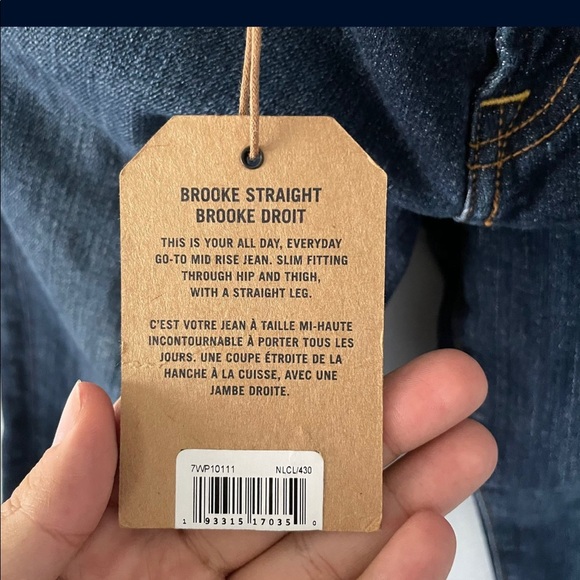 BROOKE STRAIGHT
BROOKE DROIT
THIS IS YOUR ALL DAY, EVERYDAY
GO-TO MID RISE JEAN. SLIM FITTING
THROUGH HIP AND THIGH,
WITH A STRAIGHT LEG.
C'EST VOTRE JEAN À TAILLE MI-HAUTE
INCONTOURNABLE À PORTER TOUS LES
JOURS. UNE COUPE ÉTROITE DE LA
HANCHE À LA CUISSE, AVEC UNE
JAMBE DROITE.
7WP10111 NLCL/430
1 93315 17035 0